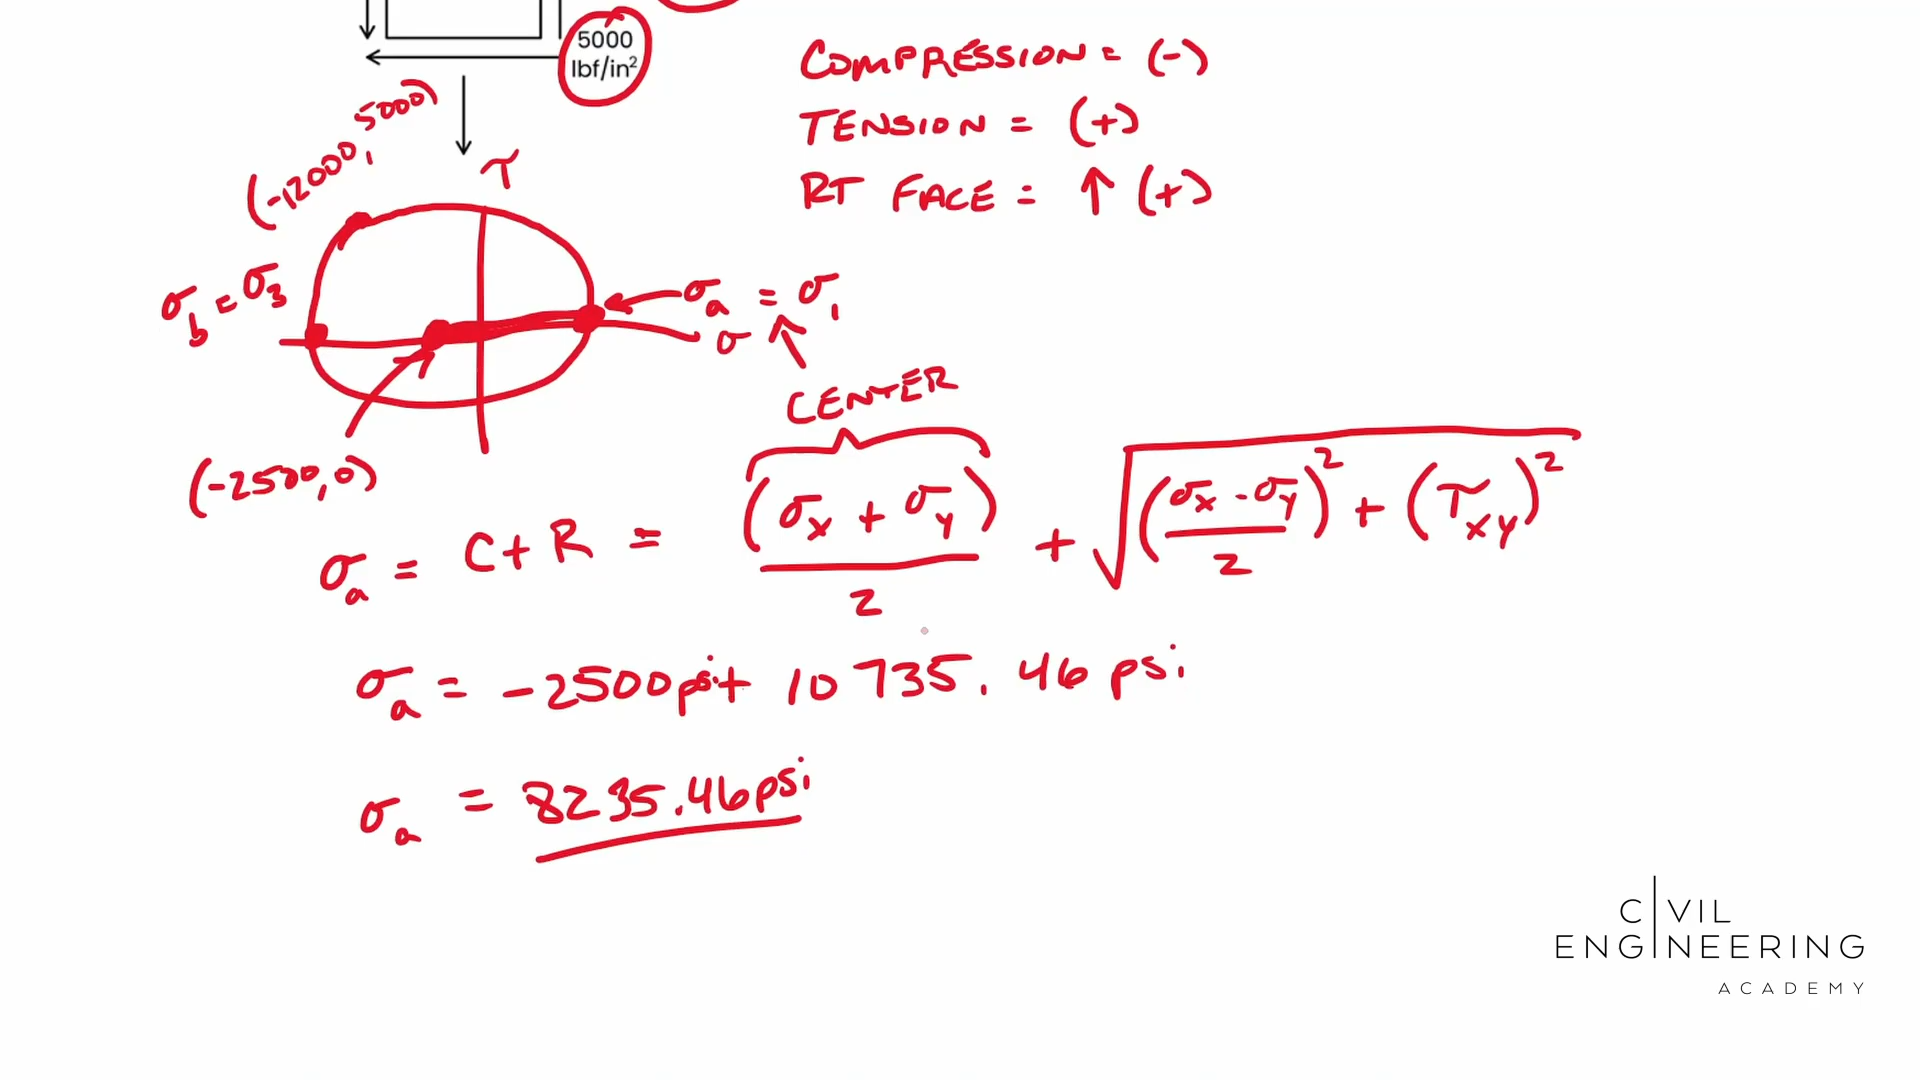 5000
lbf/in²
COMPRESSION = (-)
TENSION = (+)
RT FACE = ↑ (+)
(-12000, 5000)
τ
σb = σ3
σa = σ1
σ
CENTER
(-2500,0)
σa = C+R = (σx + σy)/2 + √((σx - σy)/2)² + (τxy)²
σa = -2500psi + 10735.46 psi
σa = 8235.46psi
CIVIL
ENGINEERING
ACADEMY